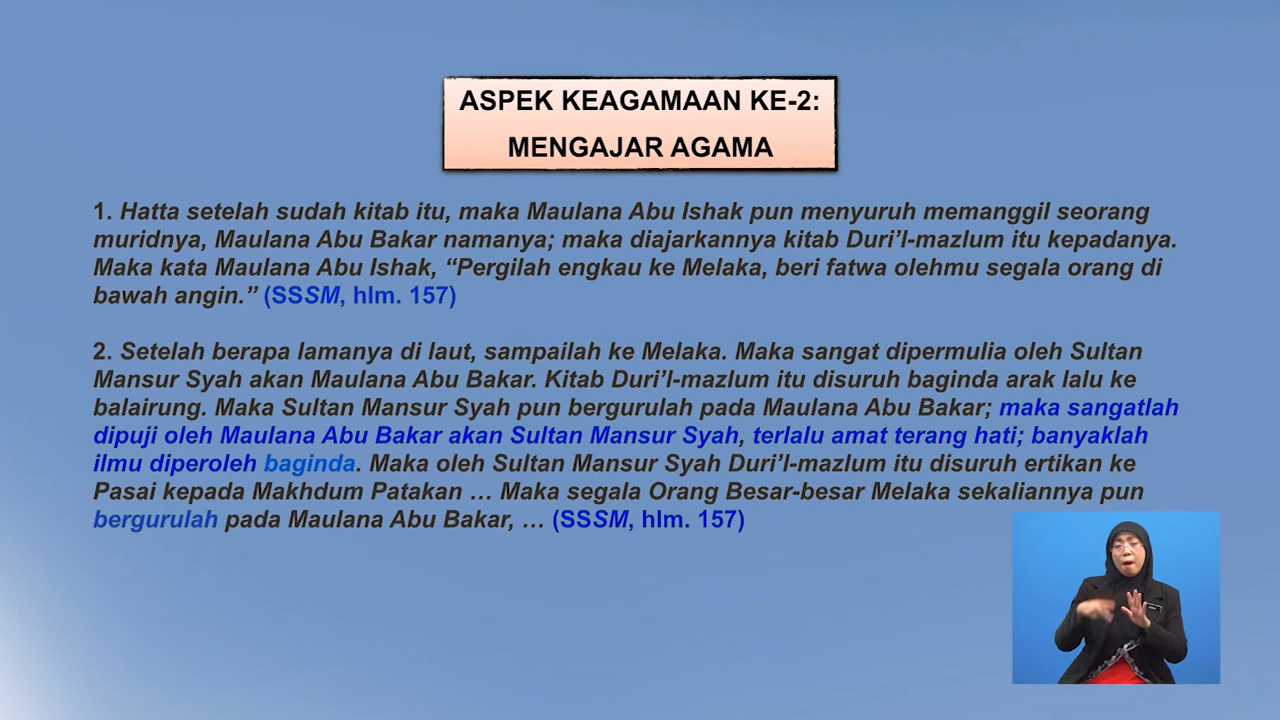 ASPEK KEAGAMAAN KE-2:
MENGAJAR AGAMA
1. Hatta setelah sudah kitab itu, maka Maulana Abu Ishak pun menyuruh memanggil seorang
muridnya, Maulana Abu Bakar namanya; maka diajarkannya kitab Duri’l-mazlum itu kepadanya.
Maka kata Maulana Abu Ishak, “Pergilah engkau ke Melaka, beri fatwa olehmu segala orang di
bawah angin.” (SSSM, hlm. 157)
2. Setelah berapa lamanya di laut, sampailah ke Melaka. Maka sangat dipermulia oleh Sultan
Mansur Syah akan Maulana Abu Bakar. Kitab Duri’l-mazlum itu disuruh baginda arak lalu ke
balairung. Maka Sultan Mansur Syah pun bergurulah pada Maulana Abu Bakar; maka sangatlah
dipuji oleh Maulana Abu Bakar akan Sultan Mansur Syah, terlalu amat terang hati; banyaklah
ilmu diperoleh baginda. Maka oleh Sultan Mansur Syah Duri’l-mazlum itu disuruh ertikan ke
Pasai kepada Makhdum Patakan … Maka segala Orang Besar-besar Melaka sekaliannya pun
bergurulah pada Maulana Abu Bakar, … (SSSM, hlm. 157)